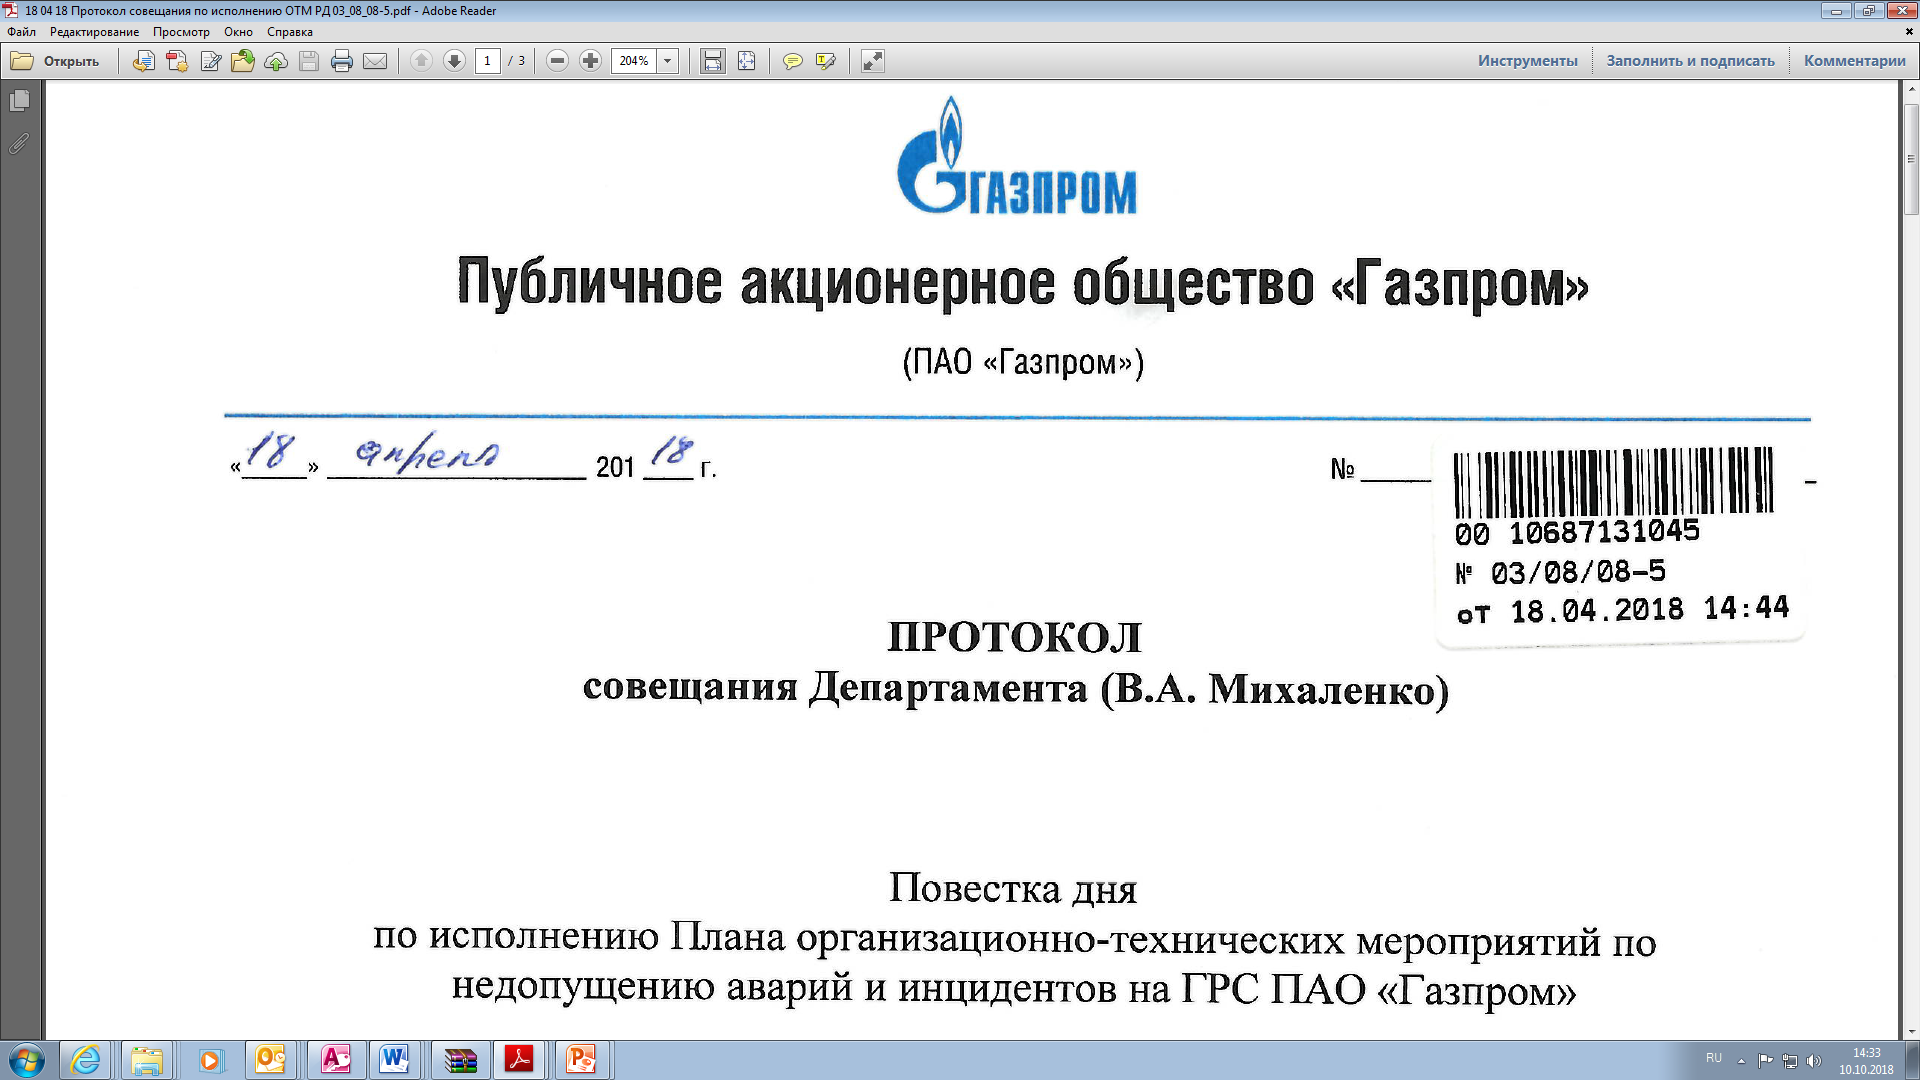 18 04 18 Протокол совещания по исполнению ОТМ РД 03_08_08-5.pdf - Adobe Reader
Файл Редактирование Просмотр Окно Справка
Открыть 1 / 3 204% Инструменты Заполнить и подписать Комментарии
ГАЗПРОМ
Публичное акционерное общество «Газпром»
(ПАО «Газпром»)
«18» апреля 2018 г. №
00 10687131045
№ 03/08/08-5
от 18.04.2018 14:44
ПРОТОКОЛ
совещания Департамента (В.А. Михаленко)
Повестка дня
по исполнению Плана организационно-технических мероприятий по
недопущению аварий и инцидентов на ГРС ПАО «Газпром»
RU 14:33
10.10.2018